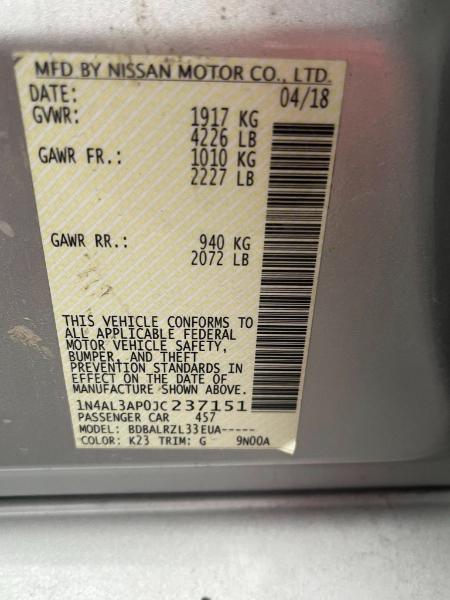 MFD BY NISSAN MOTOR CO., LTD.
DATE: 04/18
GVWR: 1917 KG
4226 LB
GAWR FR.: 1010 KG
2227 LB
GAWR RR.: 940 KG
2072 LB
THIS VEHICLE CONFORMS TO
ALL APPLICABLE FEDERAL
MOTOR VEHICLE SAFETY,
BUMPER, AND THEFT
PREVENTION STANDARDS
IN EFFECT ON THE DATE OF
MANUFACTURE SHOWN ABOVE.
1N4AL3AP0JC237151
PASSENGER CAR 457
MODEL: BDBALRZL33EUA-----
COLOR: K23 TRIM: G 9N00A